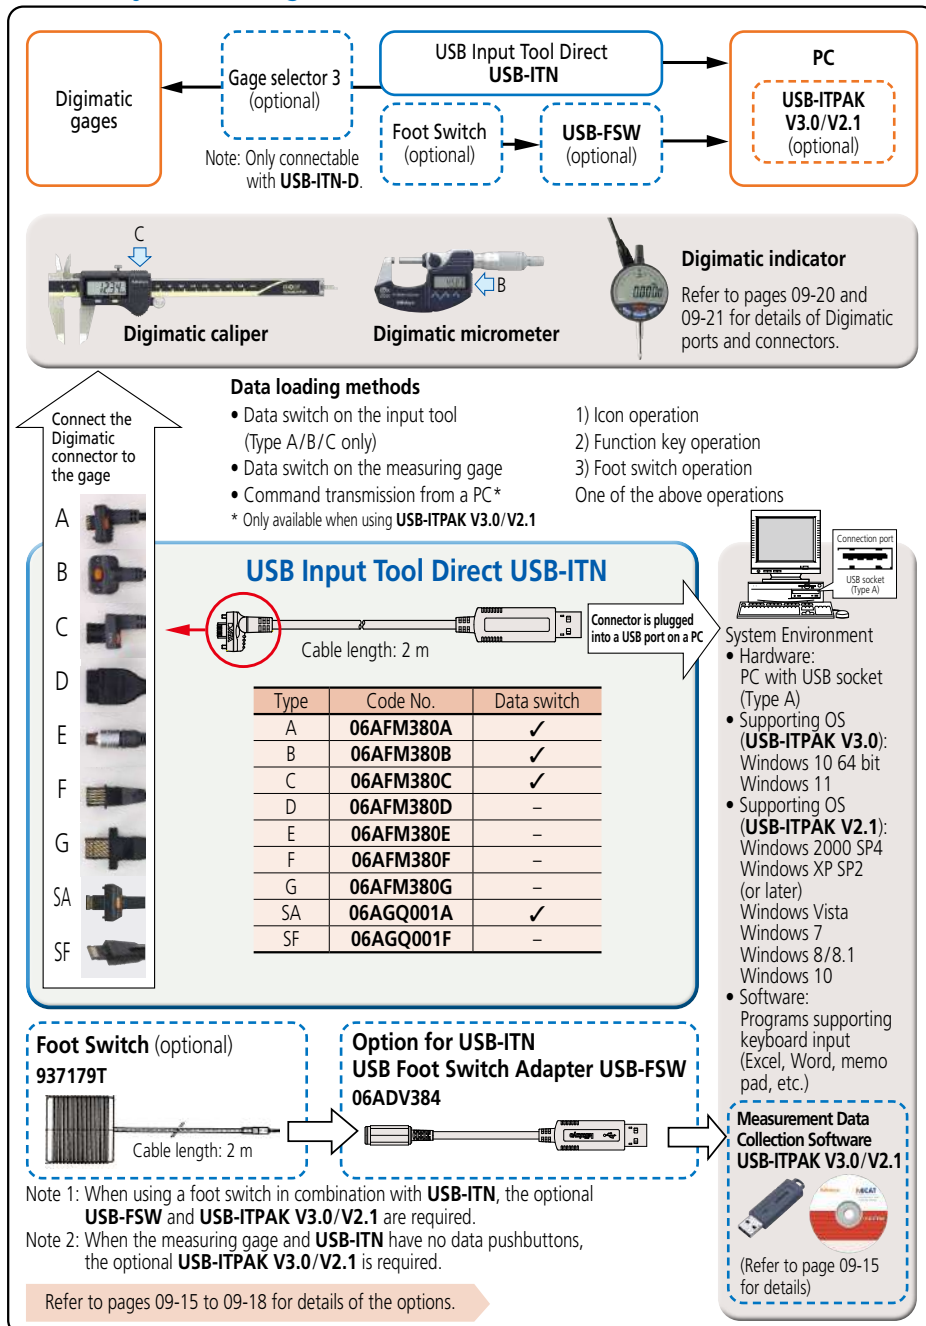 Digimatic
gages
Gage selector 3
(optional)
Note: Only connectable
with USB-ITN-D.
USB Input Tool Direct
USB-ITN
Foot Switch
(optional)
USB-FSW
(optional)
PC
USB-ITPAK
V3.0/V2.1
(optional)
C
Digimatic caliper
B
Digimatic micrometer
Digimatic indicator
Refer to pages 09-20 and
09-21 for details of Digimatic
ports and connectors.
Connect the
Digimatic
connector to
the gage
A
B
C
D
E
F
G
SA
SF
Data loading methods
• Data switch on the input tool
(Type A/B/C only)
• Data switch on the measuring gage
• Command transmission from a PC*
* Only available when using USB-ITPAK V3.0/V2.1
1) Icon operation
2) Function key operation
3) Foot switch operation
One of the above operations
USB Input Tool Direct USB-ITN
Cable length: 2 m
Connector is plugged
into a USB port on a PC
Type Code No. Data switch
A 06AFM380A ✓
B 06AFM380B ✓
C 06AFM380C ✓
D 06AFM380D –
E 06AFM380E –
F 06AFM380F –
G 06AFM380G –
SA 06AGQ001A ✓
SF 06AGQ001F –
Connection port
USB socket
(Type A)
System Environment
• Hardware:
PC with USB socket
(Type A)
• Supporting OS
(USB-ITPAK V3.0):
Windows 10 64 bit
Windows 11
• Supporting OS
(USB-ITPAK V2.1):
Windows 2000 SP4
Windows XP SP2
(or later)
Windows Vista
Windows 7
Windows 8/8.1
Windows 10
• Software:
Programs supporting
keyboard input
(Excel, Word, memo
pad, etc.)
Measurement Data
Collection Software
USB-ITPAK V3.0/V2.1
(Refer to page 09-15
for details)
Foot Switch (optional)
937179T
Cable length: 2 m
Option for USB-ITN
USB Foot Switch Adapter USB-FSW
06ADV384
Note 1: When using a foot switch in combination with USB-ITN, the optional
USB-FSW and USB-ITPAK V3.0/V2.1 are required.
Note 2: When the measuring gage and USB-ITN have no data pushbuttons,
the optional USB-ITPAK V3.0/V2.1 is required.
Refer to pages 09-15 to 09-18 for details of the options.